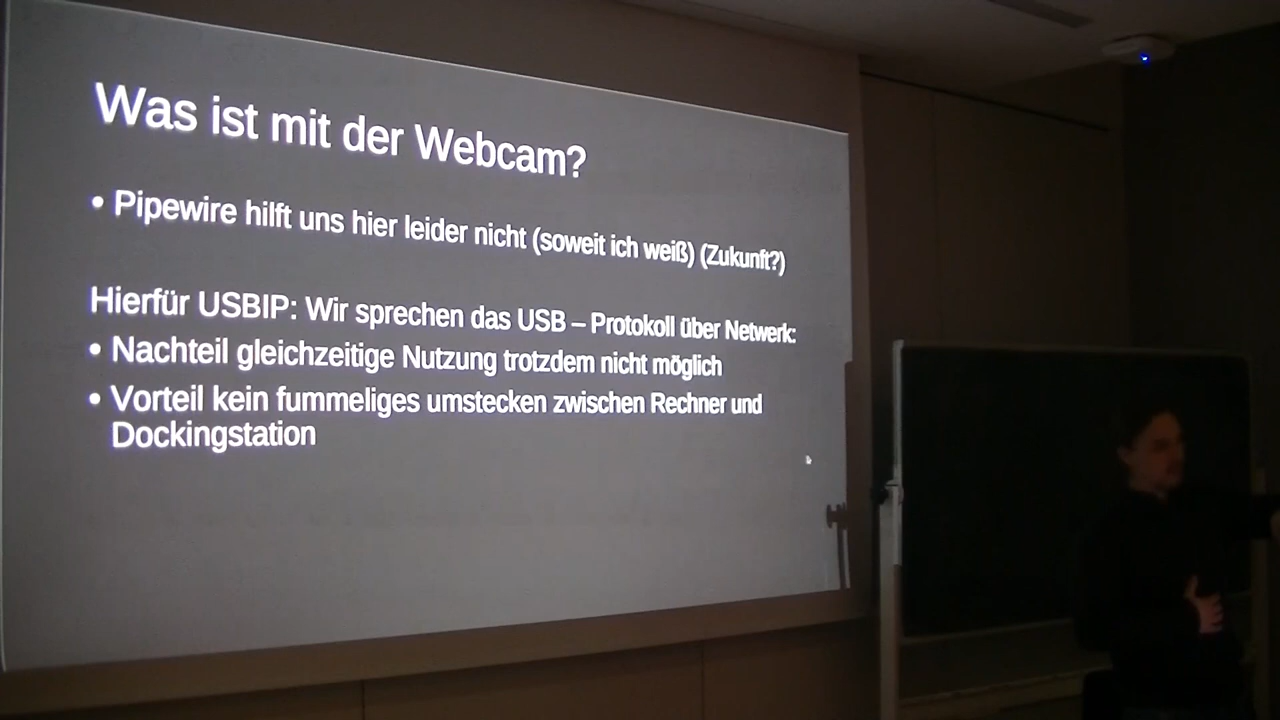 Was ist mit der Webcam?
• Pipewire hilft uns hier leider nicht (soweit ich weiß) (Zukunft?)
Hierfür USBIP: Wir sprechen das USB – Protokoll über Netwerk:
• Nachteil gleichzeitige Nutzung trotzdem nicht möglich
• Vorteil kein fummeliges umstecken zwischen Rechner und
Dockingstation